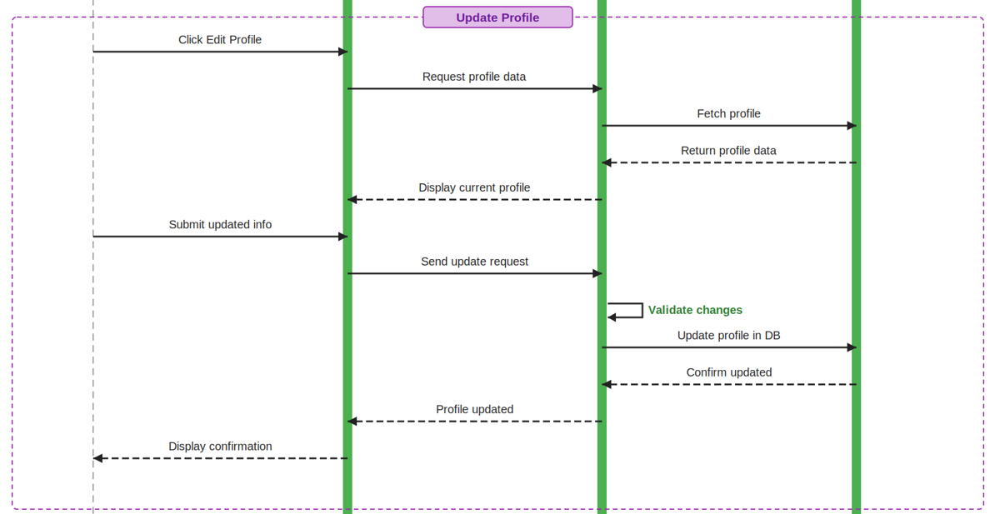 Update Profile
Click Edit Profile
Request profile data
Fetch profile
Return profile data
Display current profile
Submit updated info
Send update request
Validate changes
Update profile in DB
Confirm updated
Profile updated
Display confirmation